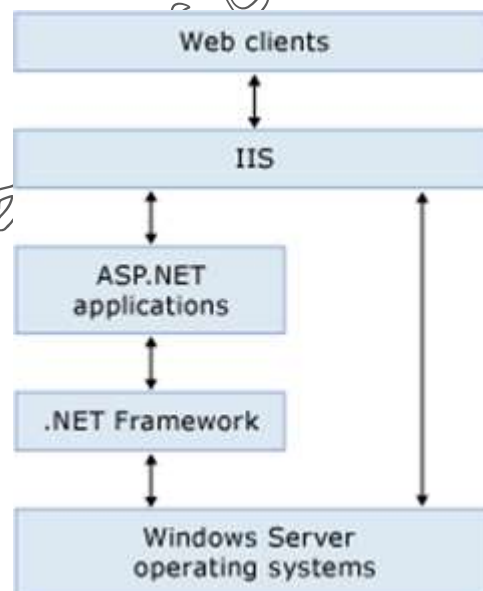 Web clients
IIS
ASP.NET
applications
.NET Framework
Windows Server
operating systems